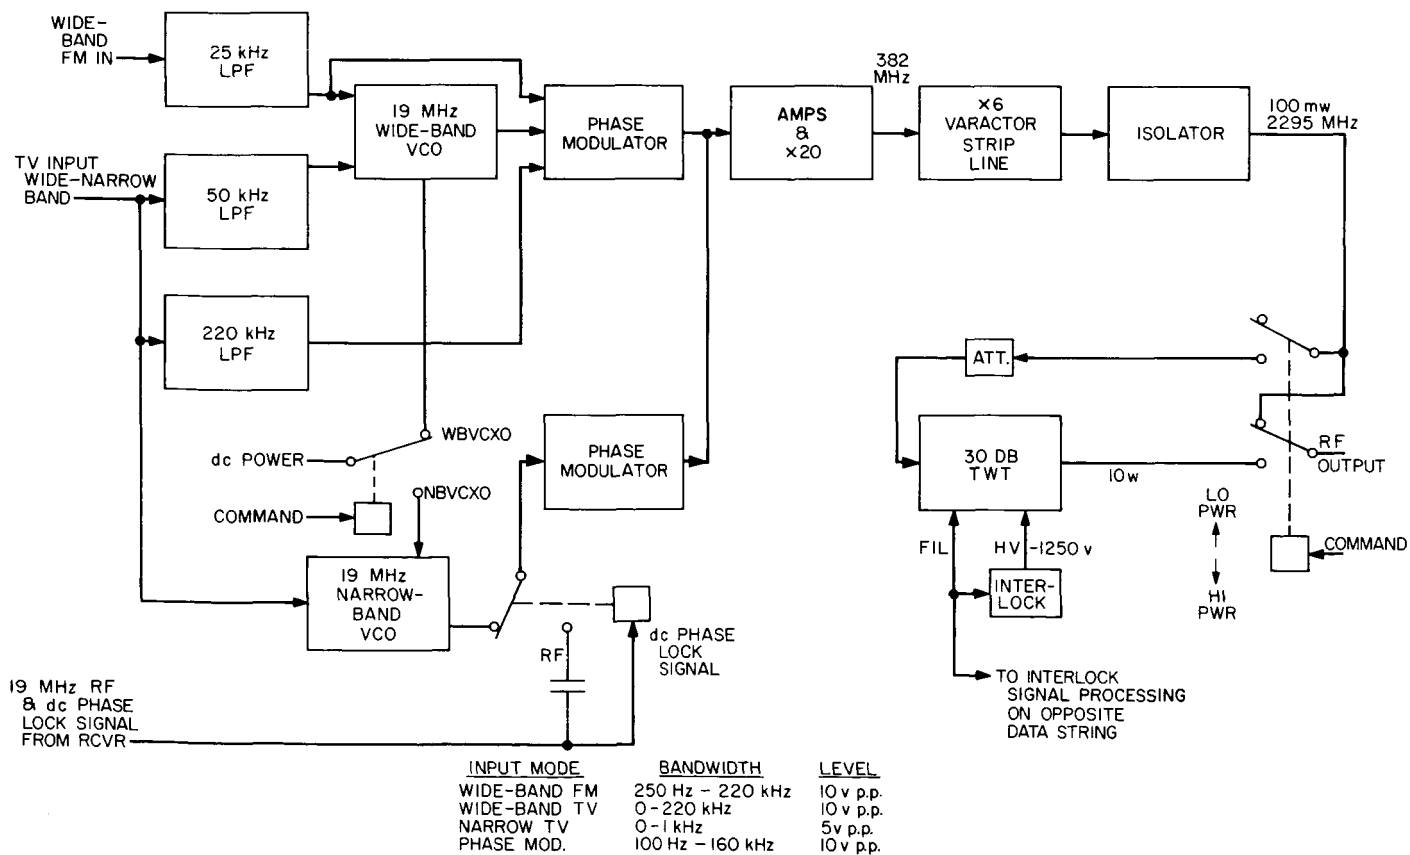 WIDE-
BAND
FM IN
25 kHz
LPF
19 MHz
WIDE-BAND
VCO
PHASE
MODULATOR
AMPS
&
×20
382
MHz
×6
VARACTOR
STRIP
LINE
ISOLATOR
100 mw
2295 MHz
TV INPUT
WIDE-NARROW
BAND
50 kHz
LPF
220 kHz
LPF
ATT.
WBVCXO
dc POWER
NBVCXO
COMMAND
PHASE
MODULATOR
30 DB
TWT
10 w
RF
OUTPUT
LO
PWR
HI
PWR
COMMAND
FIL
HV
-1250 v
INTER-
LOCK
19 MHz
NARROW-
BAND
VCO
RF
dc PHASE
LOCK
SIGNAL
TO INTERLOCK
SIGNAL PROCESSING
ON OPPOSITE
DATA STRING
19 MHz RF
& dc PHASE
LOCK SIGNAL
FROM RCVR
INPUT MODE BANDWIDTH LEVEL
WIDE-BAND FM 250 Hz - 220 kHz 10 v p.p.
WIDE-BAND TV 0-220 kHz 10 v p.p.
NARROW TV 0-1 kHz 5v p.p.
PHASE MOD. 100 Hz - 160 kHz 10 v p.p.